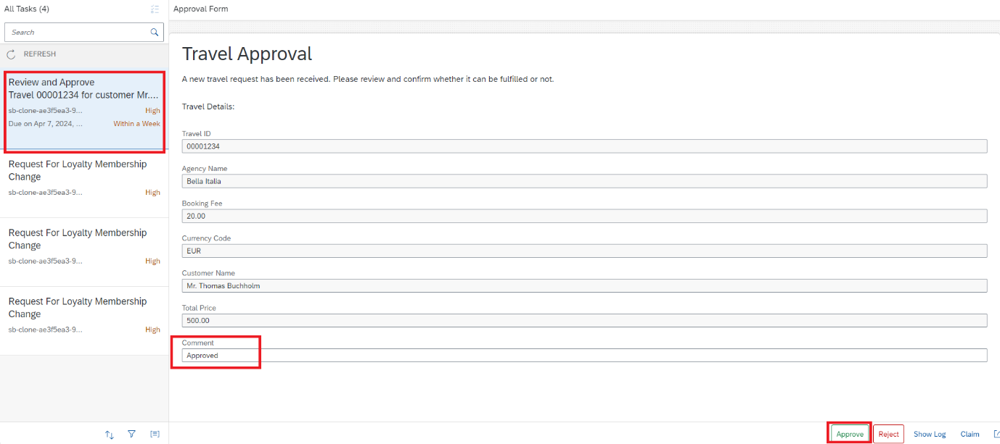 All Tasks (4)
Search
REFRESH
Review and Approve
Travel 00001234 for customer Mr....
sb-clone-ae3f5ea3-9... High
Due on Apr 7, 2024, ... Within a Week
Request For Loyalty Membership
Change
sb-clone-ae3f5ea3-9... High
Request For Loyalty Membership
Change
sb-clone-ae3f5ea3-9... High
Request For Loyalty Membership
Change
sb-clone-ae3f5ea3-9... High
Approval Form
Travel Approval
A new travel request has been received. Please review and confirm whether it can be fulfilled or not.
Travel Details:
Travel ID
00001234
Agency Name
Bella Italia
Booking Fee
20.00
Currency Code
EUR
Customer Name
Mr. Thomas Buchholm
Total Price
500.00
Comment
Approved
Approve Reject Show Log Claim